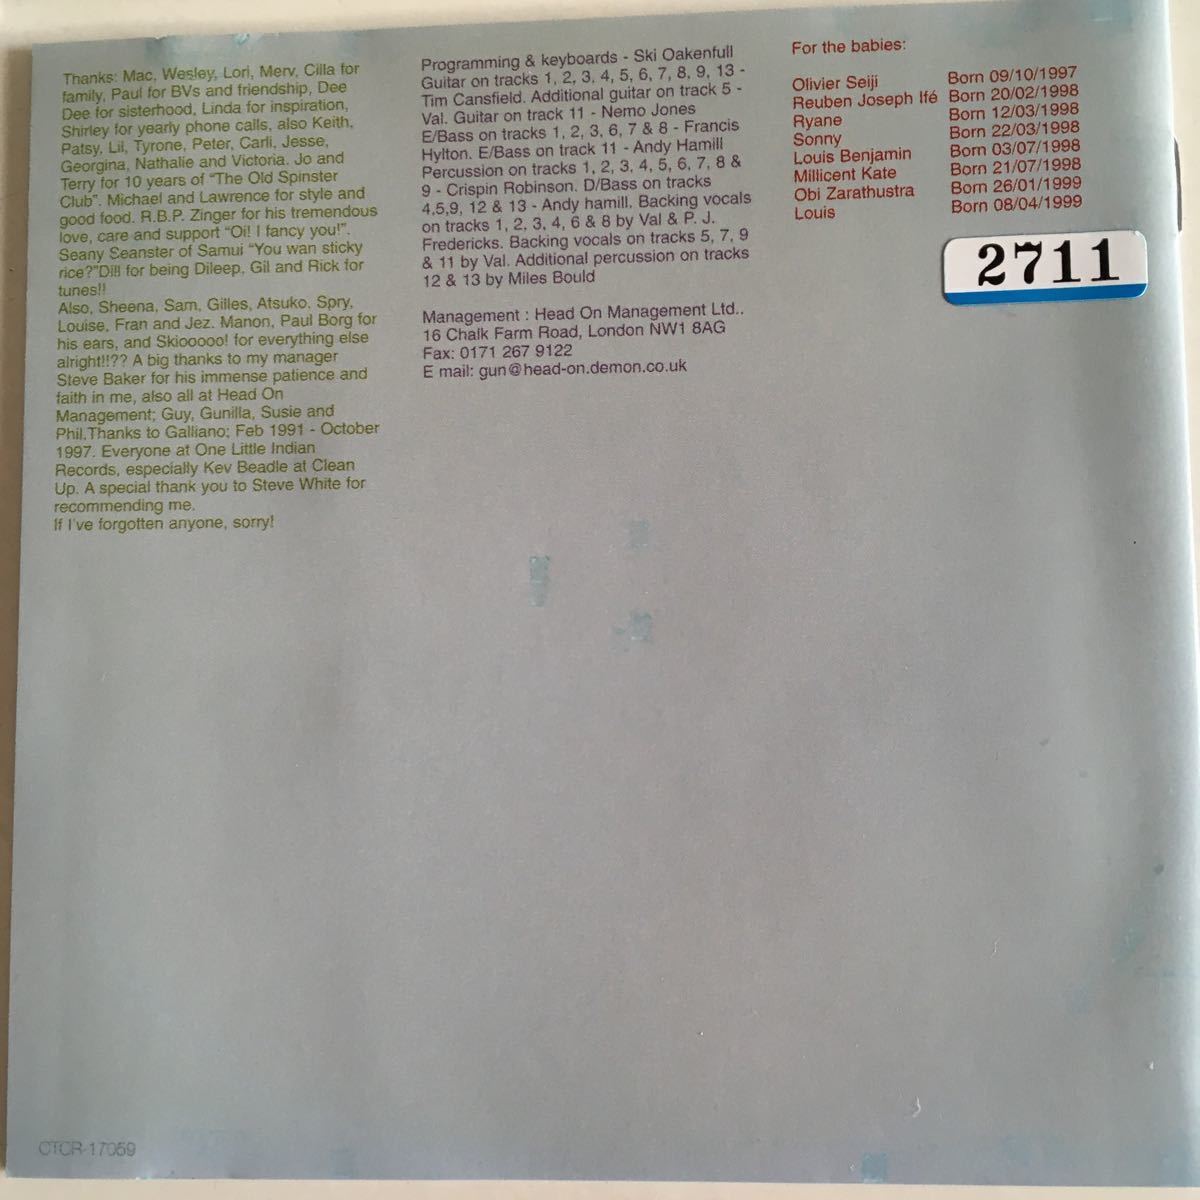 Thanks: Mac, Wesley, Lori, Merv, Cilla for
family, Paul for BVs and friendship, Dee
Dee for sisterhood, Linda for inspiration,
Shirley for yearly phone calls, also Keith,
Patsy, Lil, Tyrone, Peter, Carli, Jesse,
Georgina, Nathalie and Victoria. Jo and
Terry for 10 years of "The Old Spinster
Club". Michael and Lawrence for style and
good food. R.B.P. Zinger for his tremendous
love, care and support "Oi! I fancy you!".
Seany Seanster of Samui "You wan sticky
rice?"Dill for being Dileep, Gil and Rick for
tunes!!
Also, Sheena, Sam, Gilles, Atsuko, Spry,
Louise, Fran and Jez. Manon, Paul Borg for
his ears, and Skiooooo! for everything else
alright!!?? A big thanks to my manager
Steve Baker for his immense patience and
faith in me, also all at Head On
Management; Guy, Gunilla, Susie and
Phil.Thanks to Galliano; Feb 1991 - October
1997. Everyone at One Little Indian
Records, especially Kev Beadle at Clean
Up. A special thank you to Steve White for
recommending me.
If I've forgotten anyone, sorry!
Programming & keyboards - Ski Oakenfull
Guitar on tracks 1, 2, 3, 4, 5, 6, 7, 8, 9, 13 -
Tim Cansfield. Additional guitar on track 5 -
Val. Guitar on track 11 - Nemo Jones
E/Bass on tracks 1, 2, 3, 6, 7 & 8 - Francis
Hylton. E/Bass on track 11 - Andy Hamill
Percussion on tracks 1, 2, 3, 4, 5, 6, 7, 8 &
9 - Crispin Robinson. D/Bass on tracks
4,5,9, 12 & 13 - Andy hamill. Backing vocals
on tracks 1, 2, 3, 4, 6 & 8 by Val & P. J.
Fredericks. Backing vocals on tracks 5, 7, 9
& 11 by Val. Additional percussion on tracks
12 & 13 by Miles Bould
Management : Head On Management Ltd..
16 Chalk Farm Road, London NW1 8AG
Fax: 0171 267 9122
E mail: gun@head-on.demon.co.uk
For the babies:
Olivier Seiji Born 09/10/1997
Reuben Joseph Ifé Born 20/02/1998
Ryane Born 12/03/1998
Sonny Born 22/03/1998
Louis Benjamin Born 03/07/1998
Millicent Kate Born 21/07/1998
Obi Zarathustra Born 26/01/1999
Louis Born 08/04/1999
2711
CTCR-17059